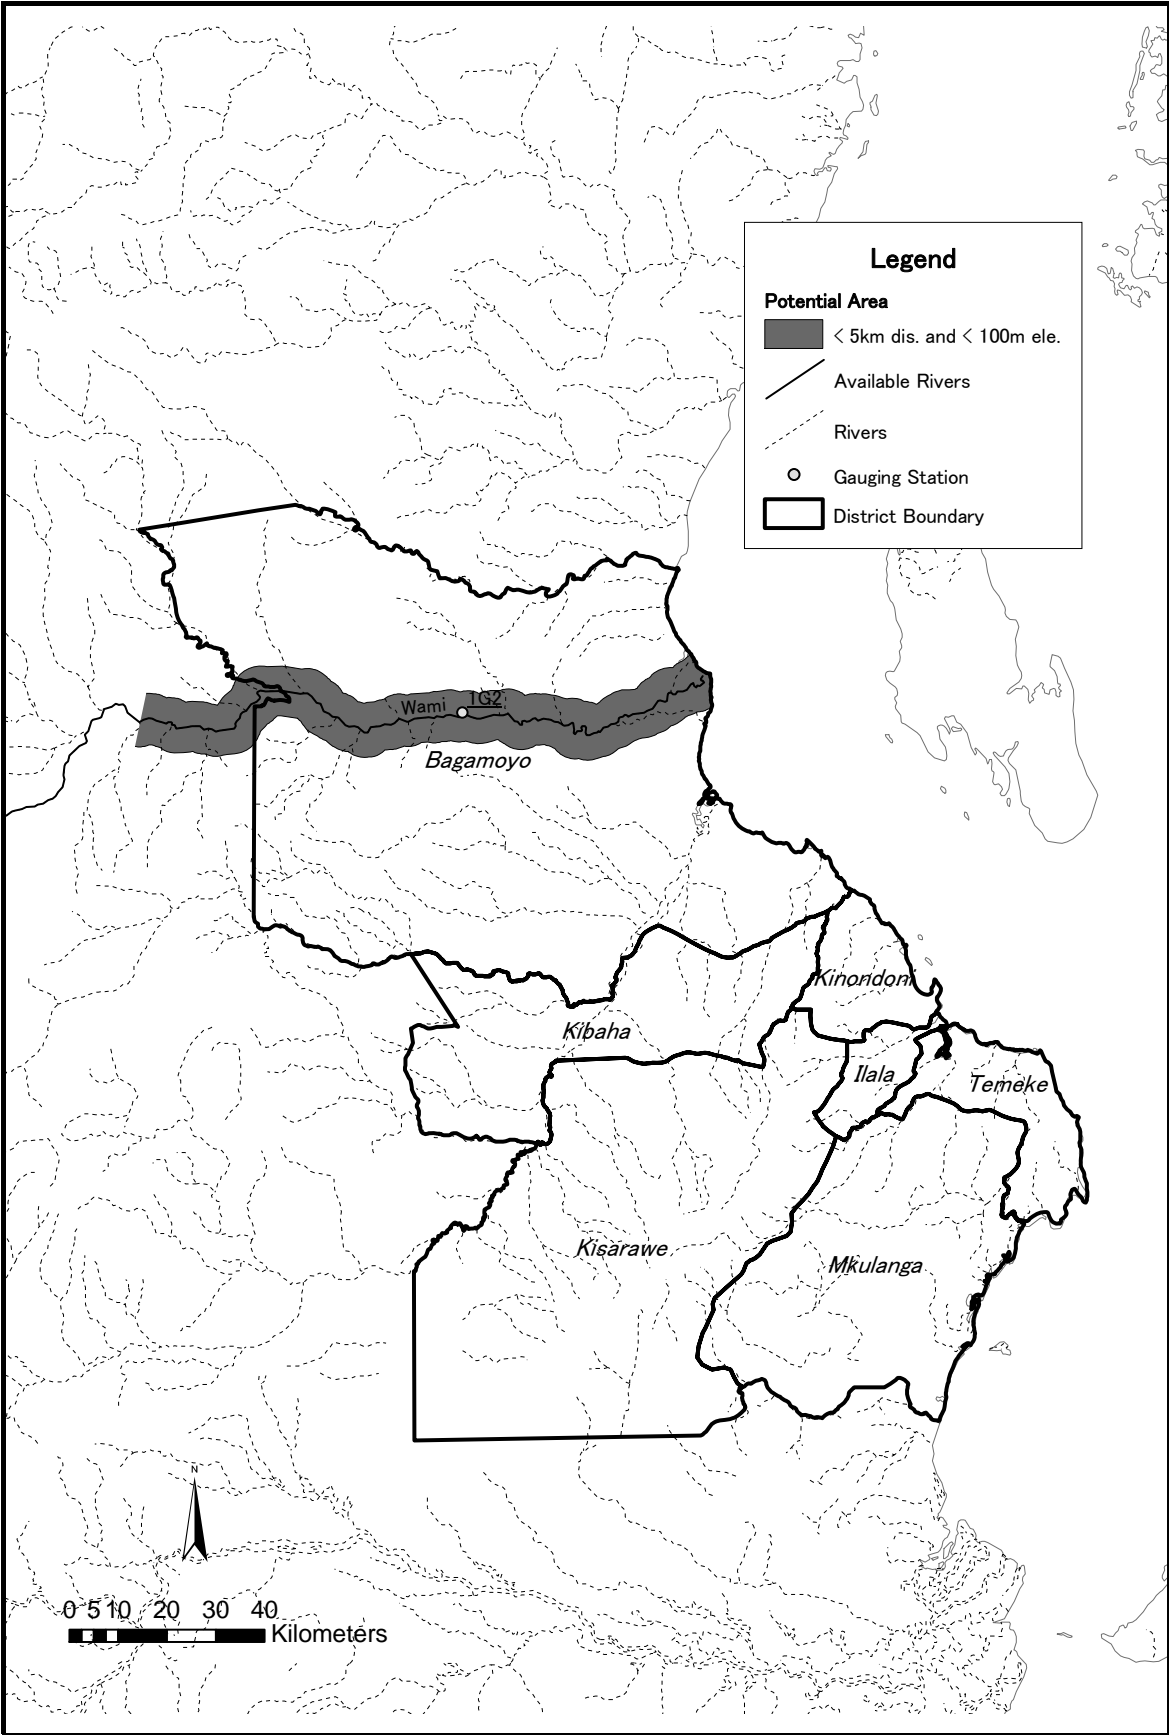 Legend
Potential Area
< 5km dis. and < 100m ele.
Available Rivers
Rivers
Gauging Station
District Boundary
Wami 1G2
Bagamoyo
Kinondoni
Kibaha
Ilala
Temeke
Kisarawe
Mkulanga
N
0 5 10 20 30 40
Kilometers